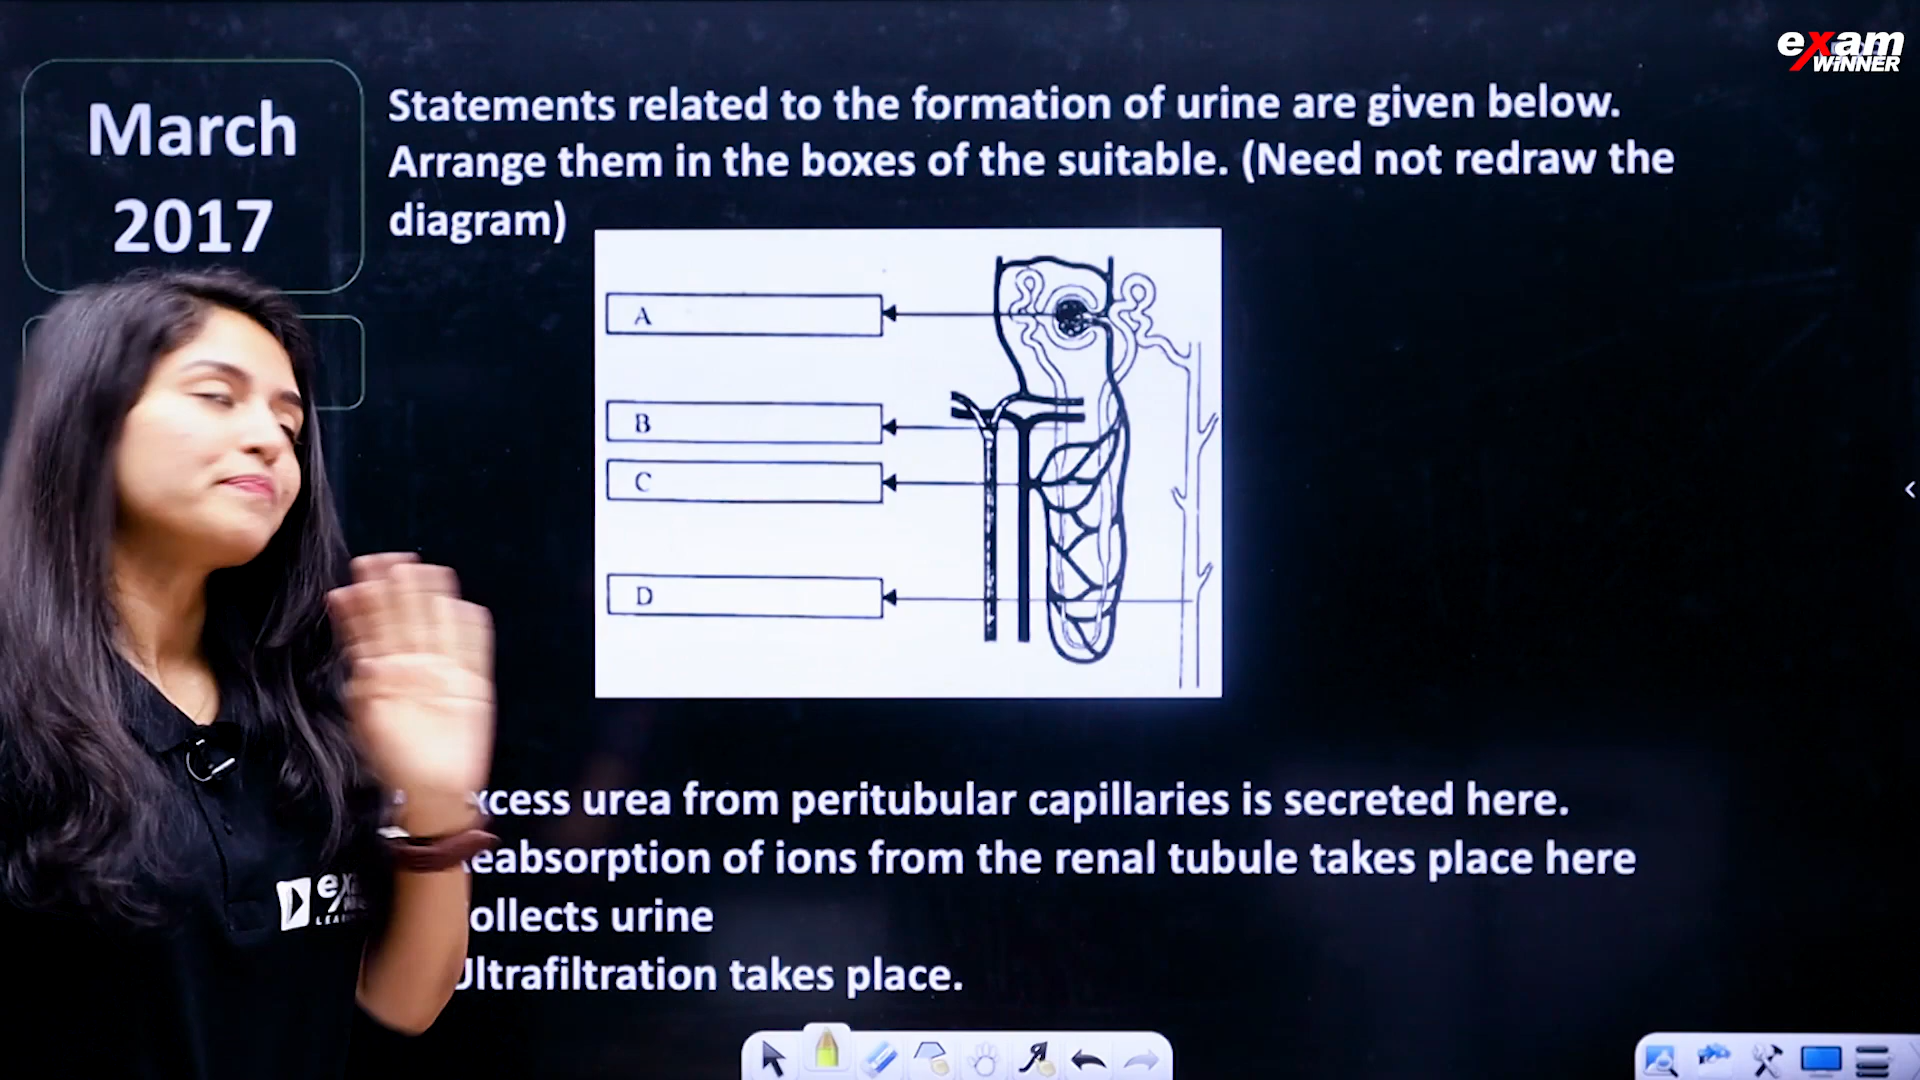 exam
WINNER
March
2017
Statements related to the formation of urine are given below.
Arrange them in the boxes of the suitable. (Need not redraw the
diagram)
A
B
C
D
xcess urea from peritubular capillaries is secreted here.
eabsorption of ions from the renal tubule takes place here
ollects urine
Ultrafiltration takes place.